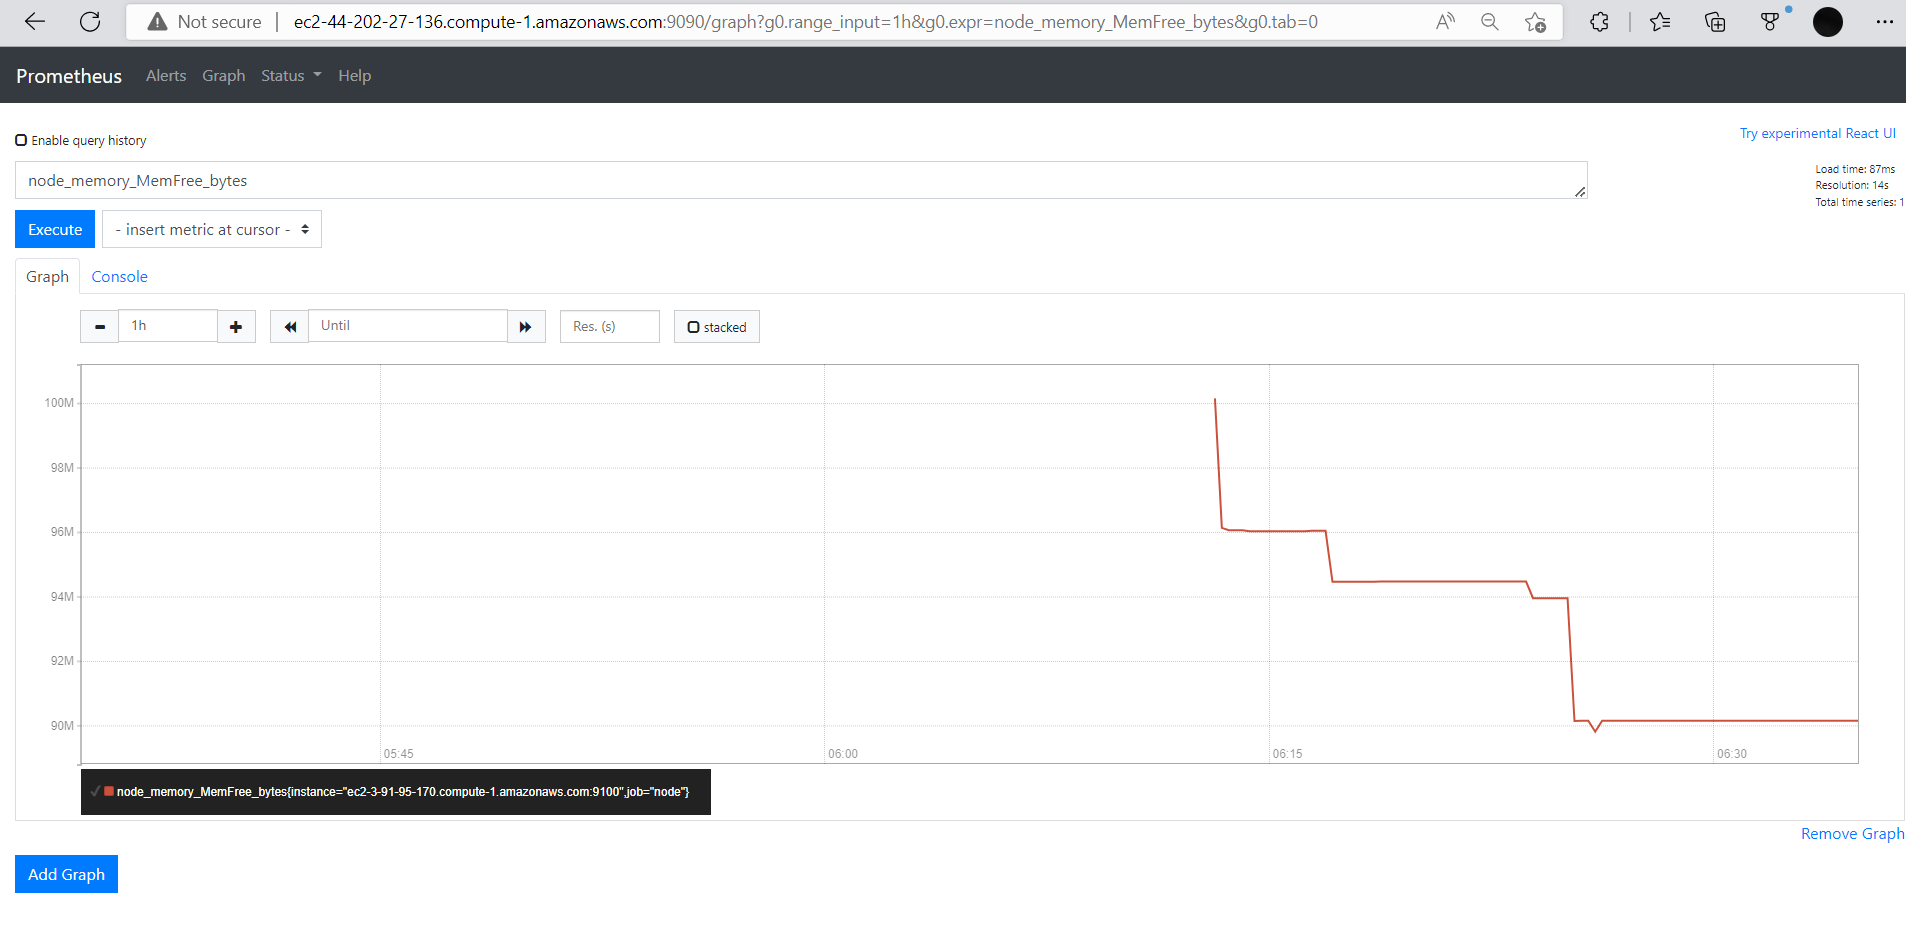 Not secure | ec2-44-202-27-136.compute-1.amazonaws.com:9090/graph?g0.range_input=1h&g0.expr=node_memory_MemFree_bytes&g0.tab=0
Prometheus Alerts Graph Status Help
Enable query history
Try experimental React UI
node_memory_MemFree_bytes
Load time: 87ms
Resolution: 14s
Total time series: 1
Execute - insert metric at cursor -
Graph Console
1h Until Res. (s) stacked
100M
98M
96M
94M
92M
90M
05:45 06:00 06:15 06:30
node_memory_MemFree_bytes{instance="ec2-3-91-95-170.compute-1.amazonaws.com:9100",job="node"}
Remove Graph
Add Graph